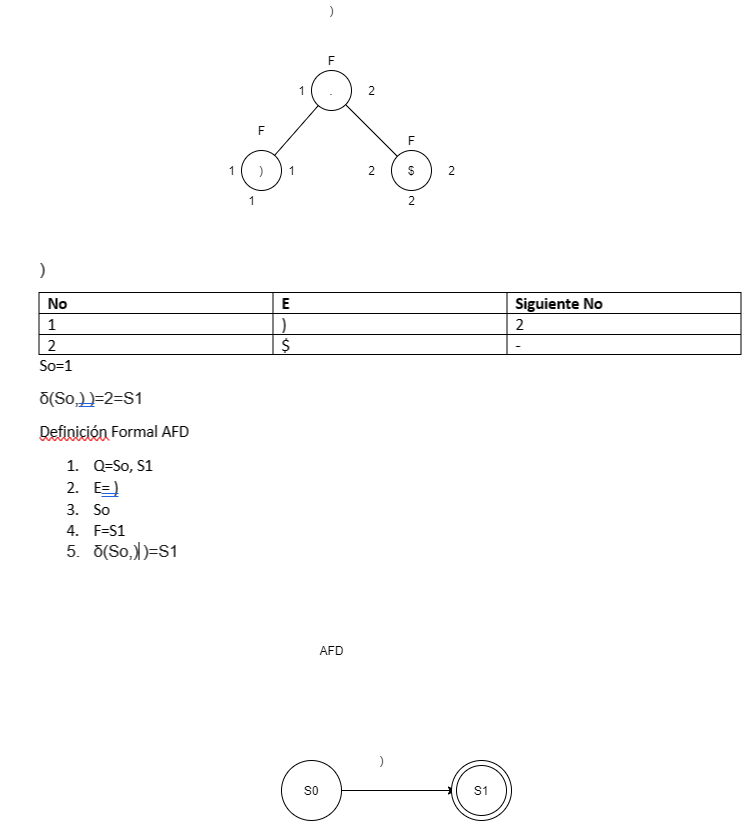 )
F
1 . 2
F F
1 ) 1 2 $ 2
1 2
)
No E Siguiente No
1 ) 2
2 $ -
So=1
δ(So,) )=2=S1
Definición Formal AFD
1. Q=So, S1
2. E= )
3. So
4. F=S1
5. δ(So,) )=S1
AFD
)
S0 S1